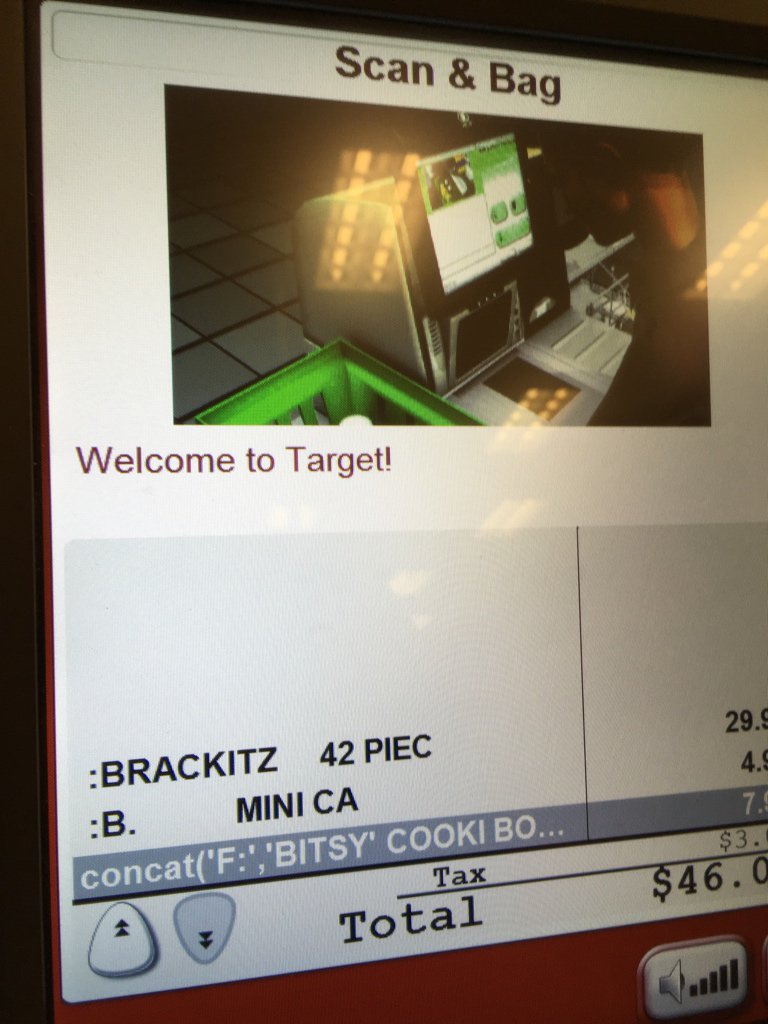 Scan & Bag
Welcome to Target!
:BRACKITZ 42 PIEC 29.9
:B. MINI CA 4.9
concat('F:','BITSY' COOKI BO... 7.9
Tax $3.0
Total $46.0